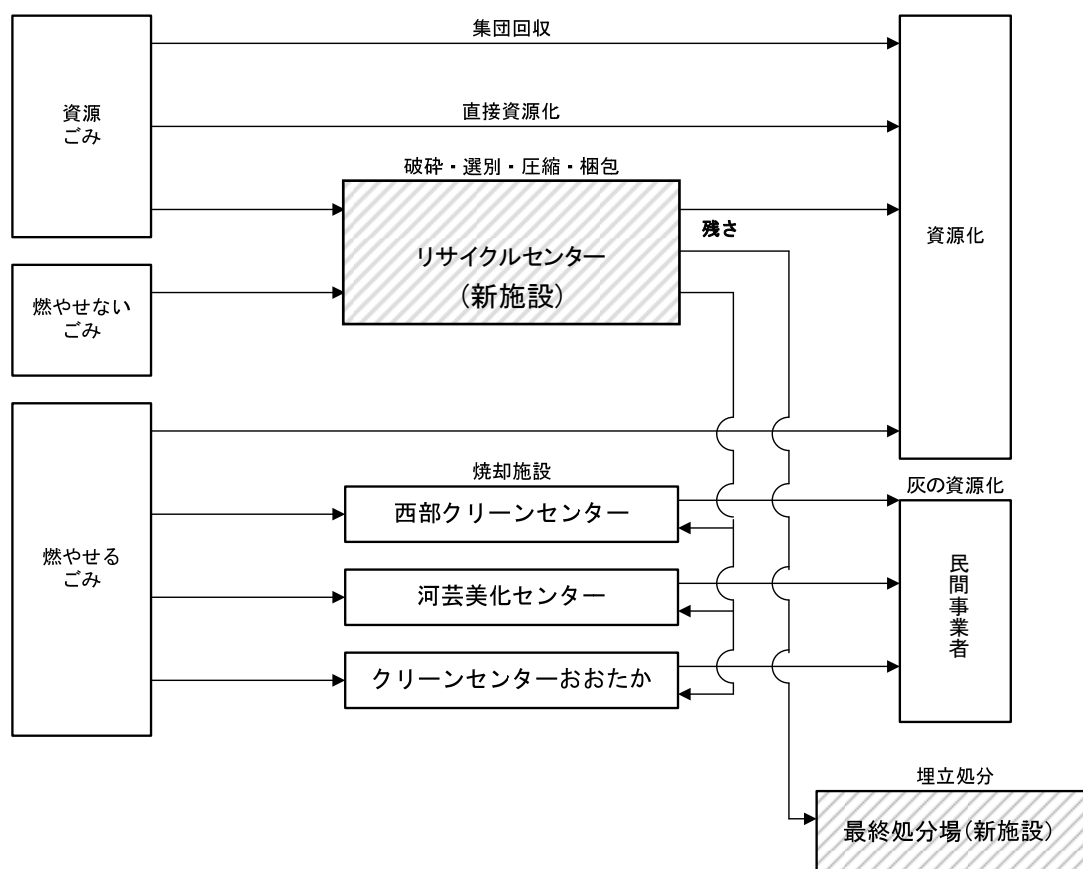 集団回収
資源
ごみ
直接資源化
破砕・選別・圧縮・梱包
残さ
リサイクルセンター
(新施設)
資源化
燃やせない
ごみ
焼却施設
西部クリーンセンター
灰の資源化
燃やせる
ごみ
河芸美化センター
民間事業者
クリーンセンターおおたか
埋立処分
最終処分場(新施設)